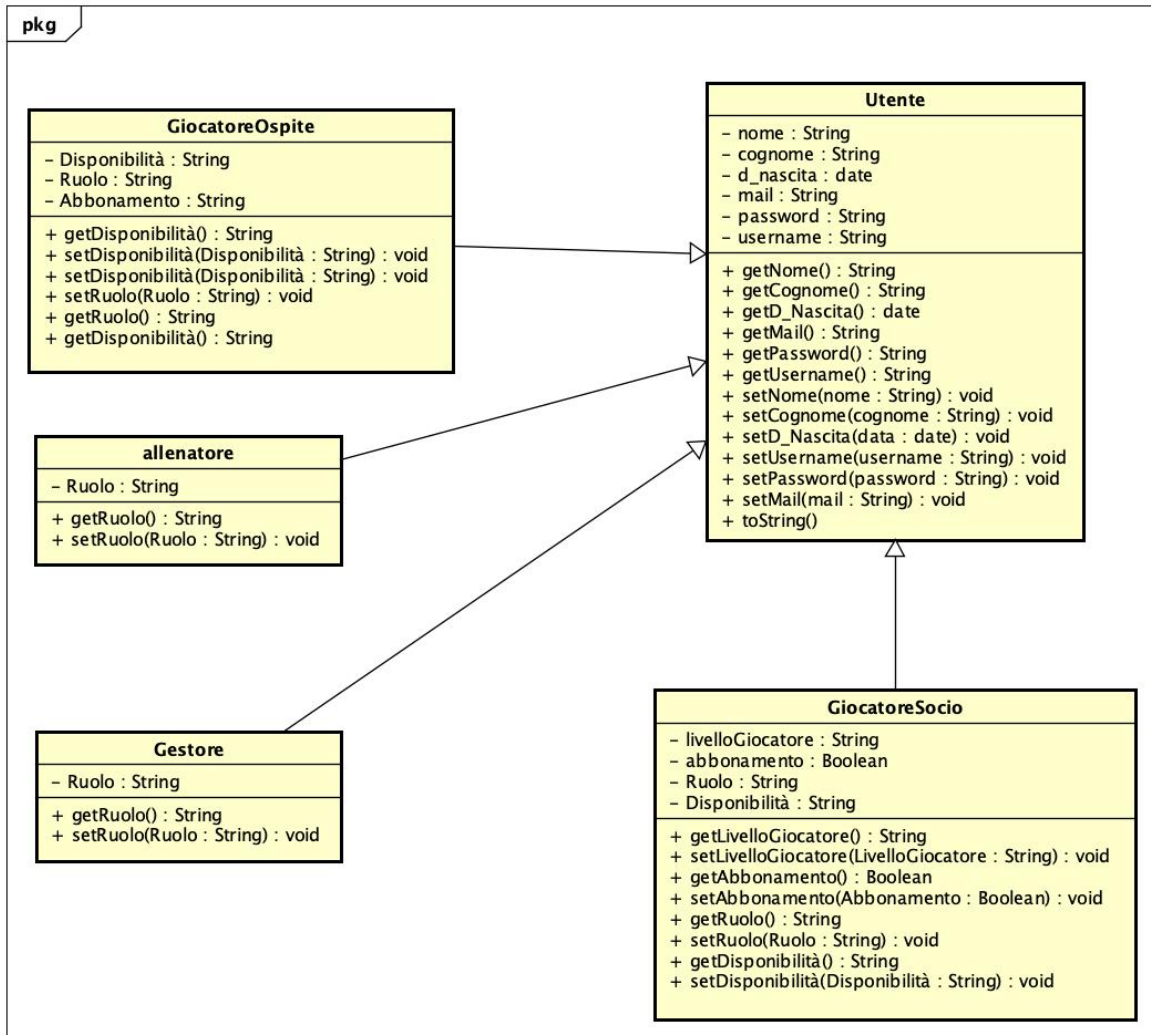 pkg
GiocatoreOspite
– Disponibilità : String
– Ruolo : String
– Abbonamento : String
+ getDisponibilità() : String
+ setDisponibilità(Disponibilità : String) : void
+ setDisponibilità(Disponibilità : String) : void
+ setRuolo(Ruolo : String) : void
+ getRuolo() : String
+ getDisponibilità() : String
Utente
– nome : String
– cognome : String
– d_nascita : date
– mail : String
– password : String
– username : String
+ getNome() : String
+ getCognome() : String
+ getD_Nascita() : date
+ getMail() : String
+ getPassword() : String
+ getUsername() : String
+ setNome(nome : String) : void
+ setCognome(cognome : String) : void
+ setD_Nascita(data : date) : void
+ setUsername(username : String) : void
+ setPassword(password : String) : void
+ setMail(mail : String) : void
+ toString()
allenatore
– Ruolo : String
+ getRuolo() : String
+ setRuolo(Ruolo : String) : void
Gestore
– Ruolo : String
+ getRuolo() : String
+ setRuolo(Ruolo : String) : void
GiocatoreSocio
– livelloGiocatore : String
– abbonamento : Boolean
– Ruolo : String
– Disponibilità : String
+ getLivelloGiocatore() : String
+ setLivelloGiocatore(LivelloGiocatore : String) : void
+ getAbbonamento() : Boolean
+ setAbbonamento(Abbonamento : Boolean) : void
+ getRuolo() : String
+ setRuolo(Ruolo : String) : void
+ getDisponibilità() : String
+ setDisponibilità(Disponibilità : String) : void